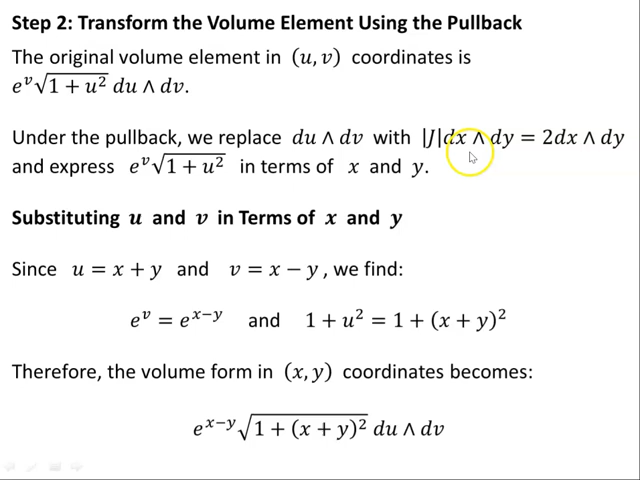 Step 2: Transform the Volume Element Using the Pullback
The original volume element in (u, v) coordinates is
e^v√(1 + u²) du ∧ dv.
Under the pullback, we replace du ∧ dv with |J|dx ∧ dy = 2dx ∧ dy
and express e^v√(1 + u²) in terms of x and y.
Substituting u and v in Terms of x and y
Since u = x + y and v = x − y, we find:
e^v = e^(x−y) and 1 + u² = 1 + (x + y)²
Therefore, the volume form in (x, y) coordinates becomes:
e^(x−y)√(1 + (x + y)²) du ∧ dv